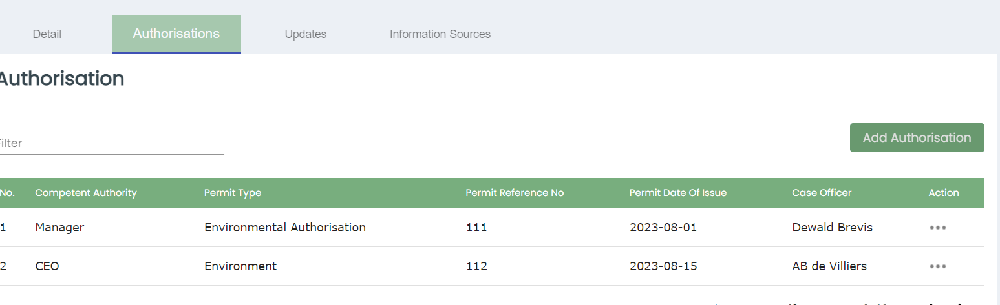 Detail Authorisations Updates Information Sources
Authorisation
Filter
Add Authorisation
No. Competent Authority Permit Type Permit Reference No Permit Date Of Issue Case Officer Action
1 Manager Environmental Authorisation 111 2023-08-01 Dewald Brevis
2 CEO Environment 112 2023-08-15 AB de Villiers